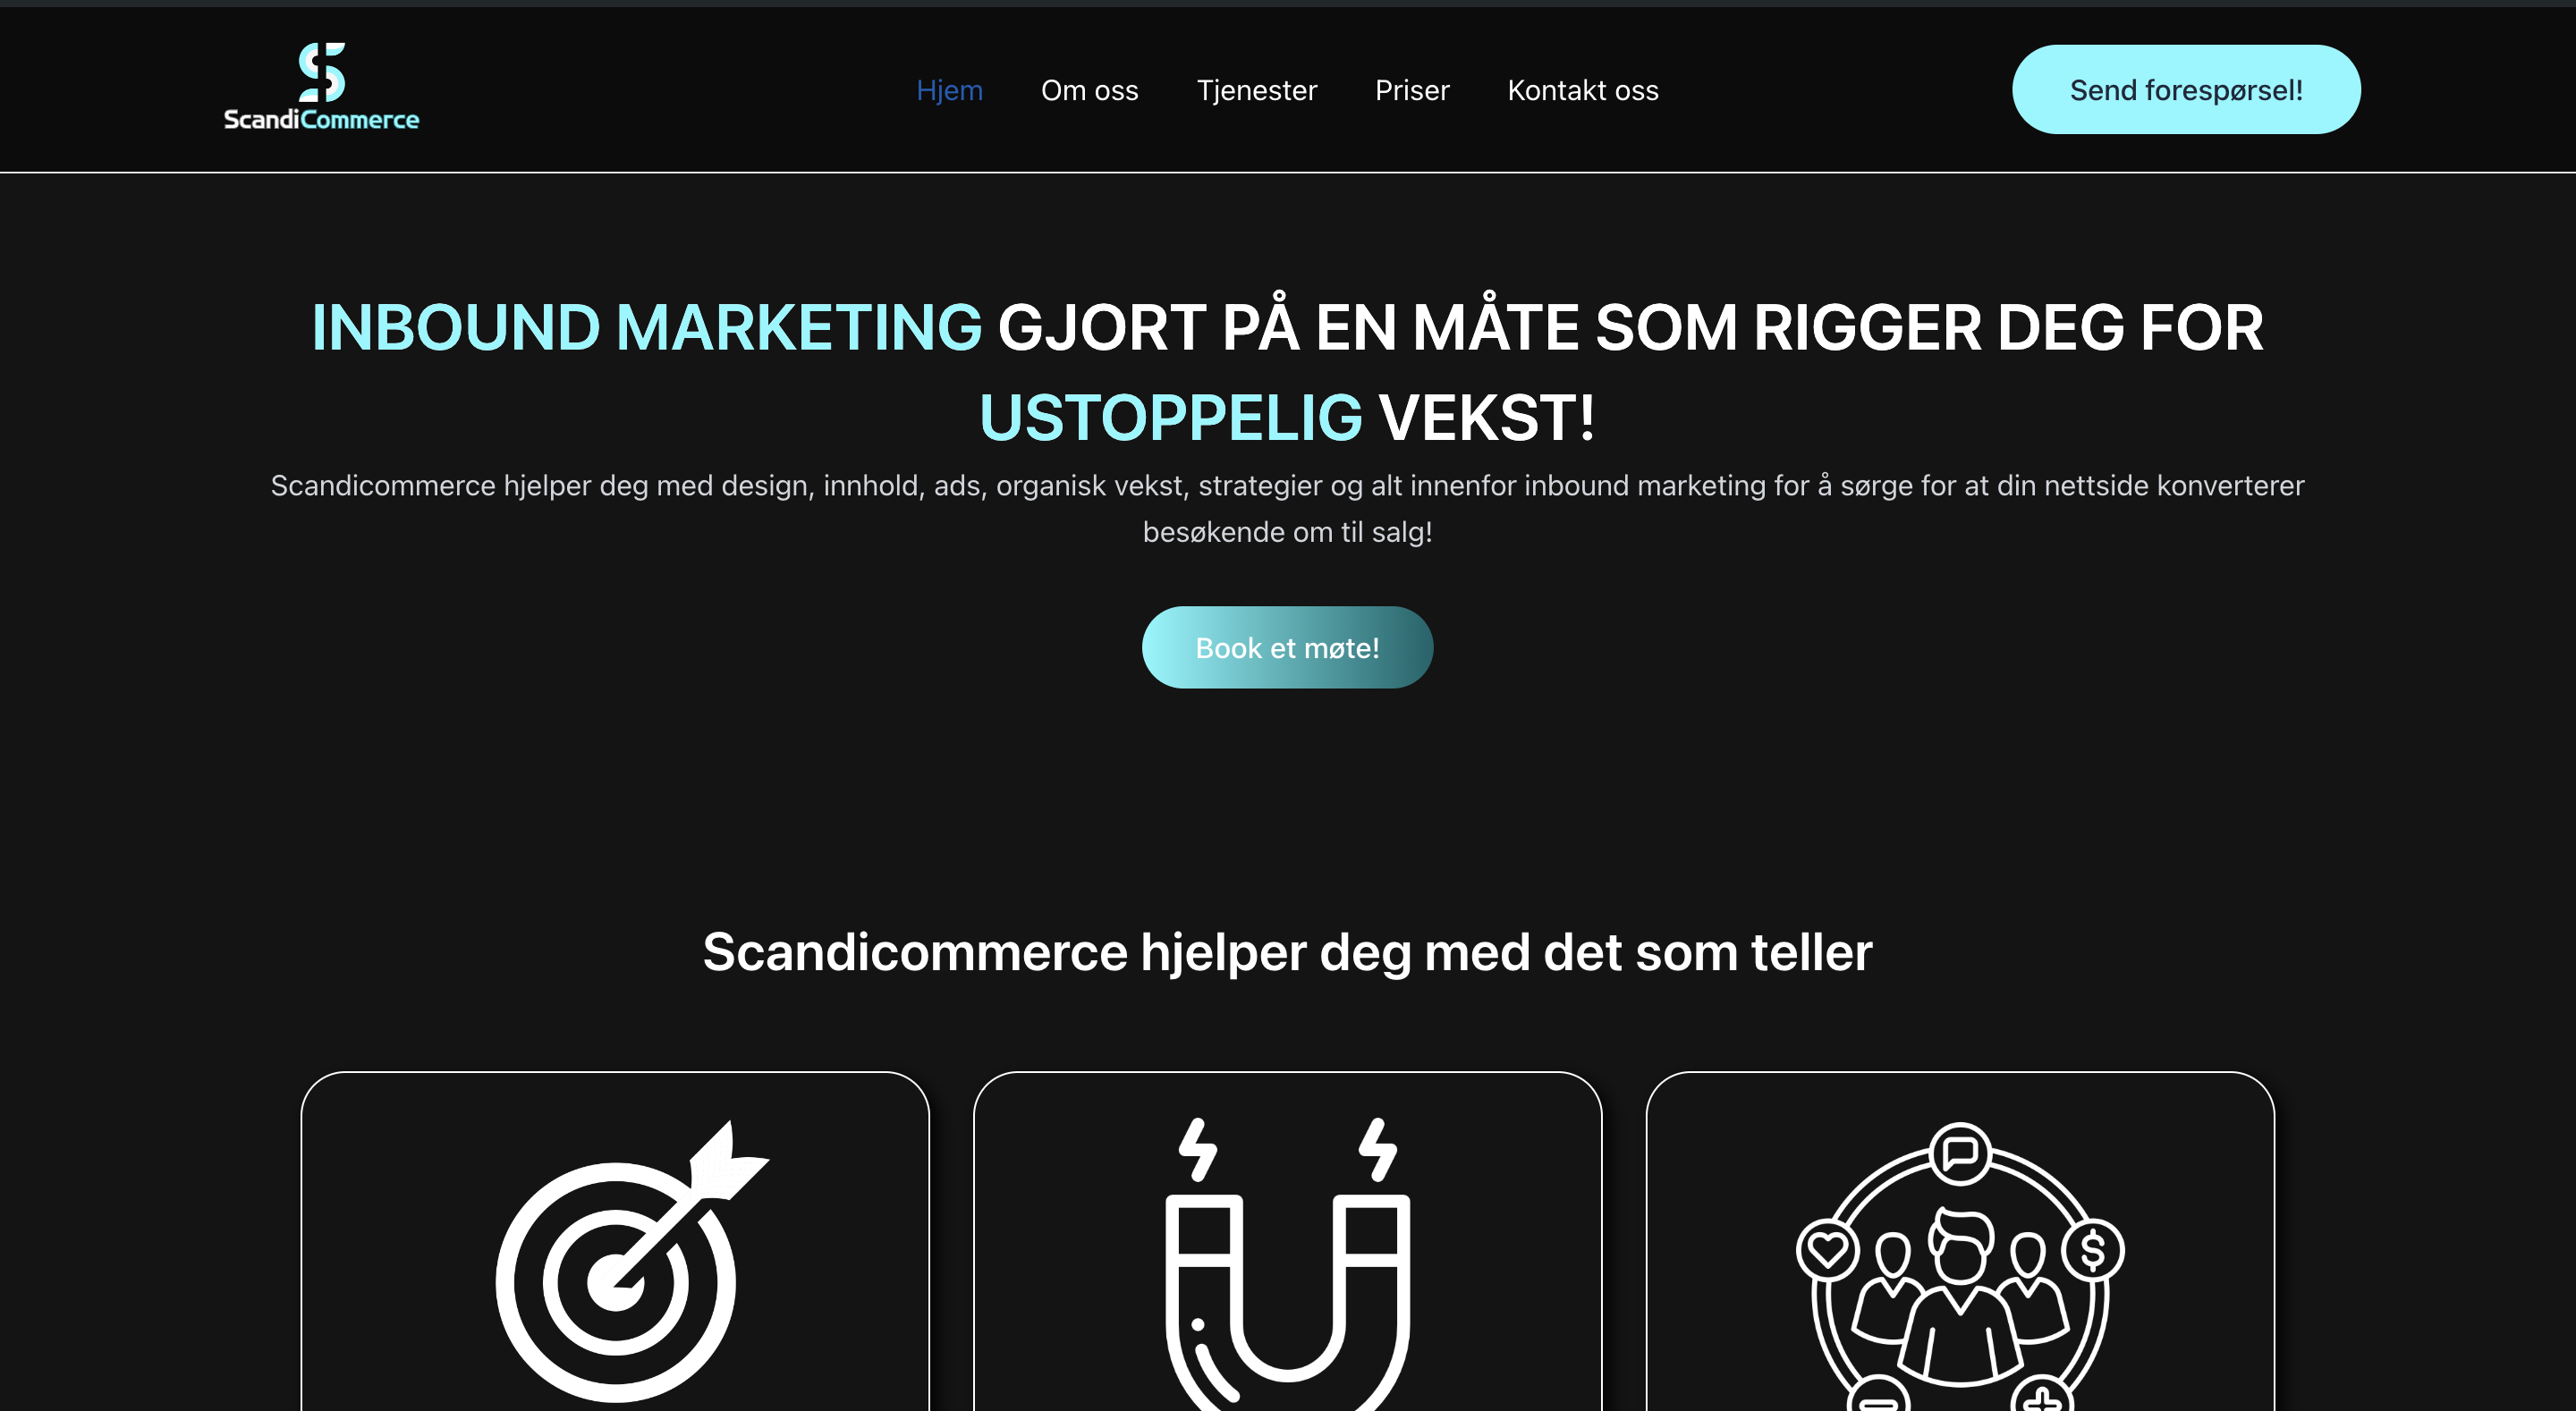 ScandiCommerce
Hjem
Om oss
Tjenester
Priser
Kontakt oss
Send forespørsel!
INBOUND MARKETING GJORT PÅ EN MÅTE SOM RIGGER DEG FOR
USTOPPELIG VEKST!
Scandicommerce hjelper deg med design, innhold, ads, organisk vekst, strategier og alt innenfor inbound marketing for å sørge for at din nettside konverterer
besøkende om til salg!
Book et møte!
Scandicommerce hjelper deg med det som teller